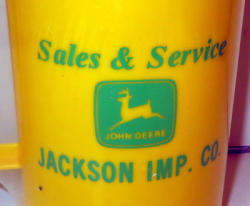 Sales & Service
JOHN DEERE
JACKSON IMP. CO.